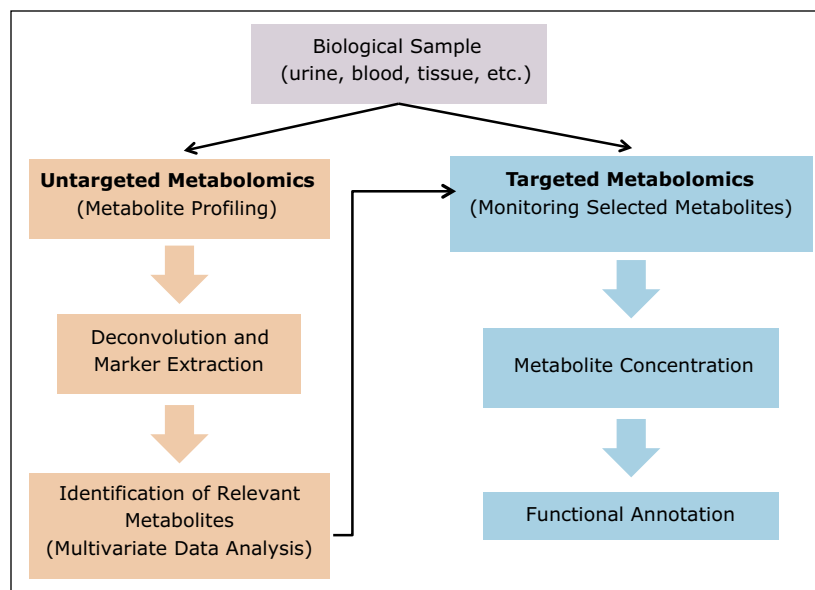 Biological Sample
(urine, blood, tissue, etc.)
Untargeted Metabolomics
(Metabolite Profiling)
Deconvolution and
Marker Extraction
Identification of Relevant
Metabolites
(Multivariate Data Analysis)
Targeted Metabolomics
(Monitoring Selected Metabolites)
Metabolite Concentration
Functional Annotation